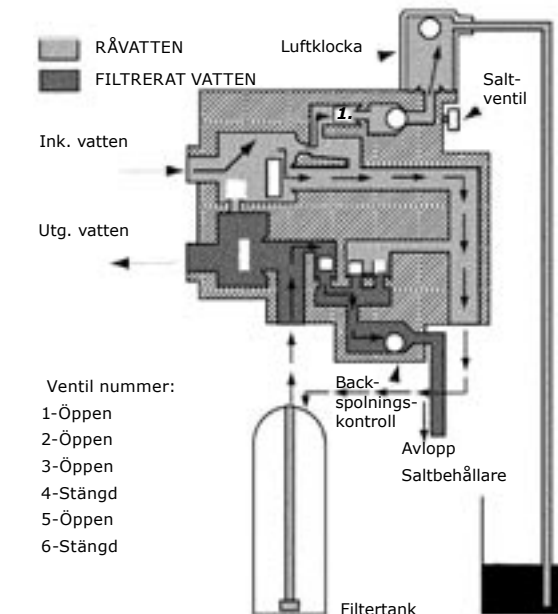 RÅVATTEN
FILTRERAT VATTEN
Luftklocka
Salt-
ventil
1.
Ink. vatten
Utg. vatten
Ventil nummer:
1-Öppen
2-Öppen
3-Öppen
4-Stängd
5-Öppen
6-Stängd
Back-
spolnings-
kontroll
Avlopp
Saltbehållare
Filtertank